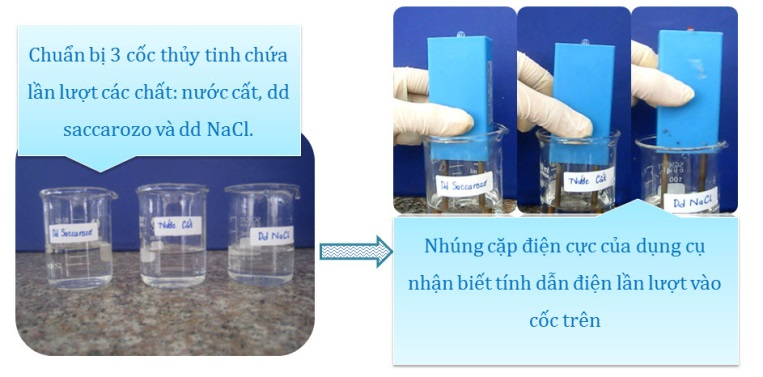 Chuẩn bị 3 cốc thủy tinh chứa
lần lượt các chất: nước cất, dd
saccarozo và dd NaCl.
Dd Saccarozo
Nước Cất
Dd NaCl
Dd Saccarozo
Nước Cất
Dd NaCl
Nhúng cặp điện cực của dụng cụ
nhận biết tính dẫn điện lần lượt vào
cốc trên